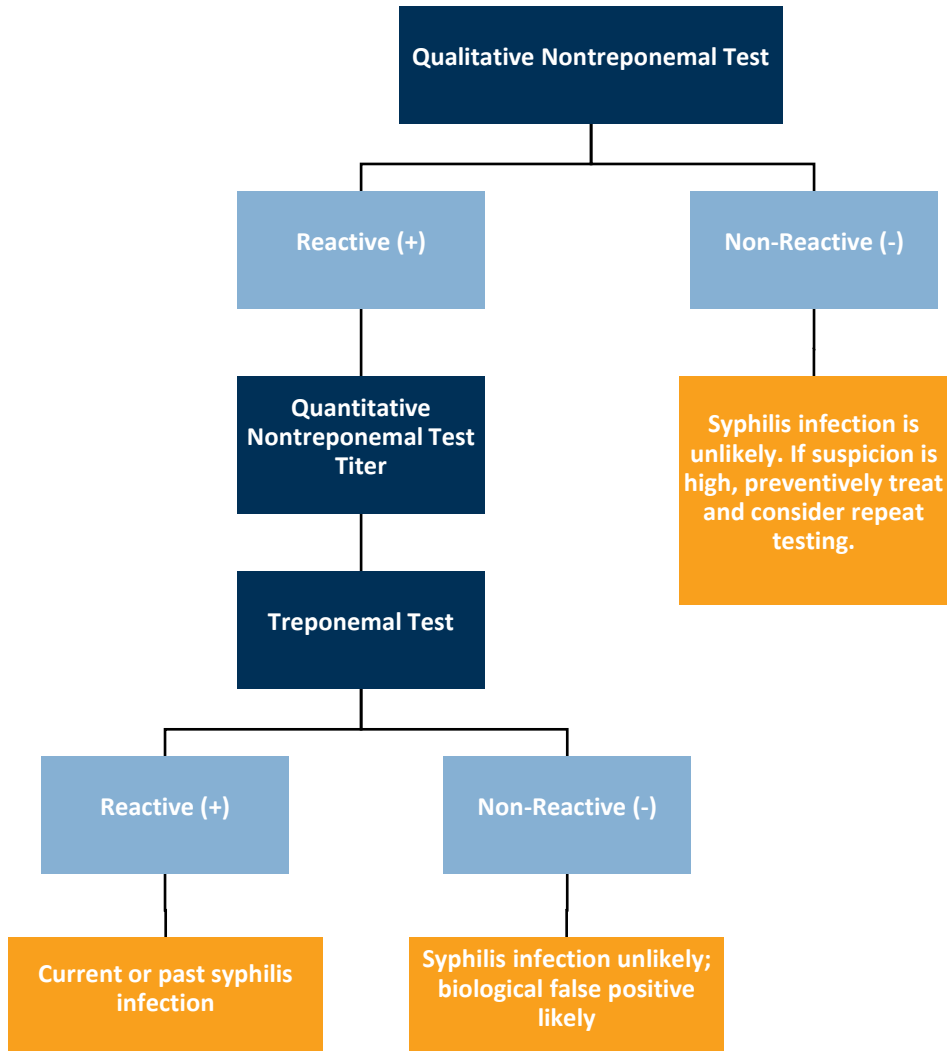 Qualitative Nontreponemal Test
Reactive (+)
Non-Reactive (-)
Quantitative
Nontreponemal Test
Titer
Syphilis infection is
unlikely. If suspicion is
high, preventively treat
and consider repeat
testing.
Treponemal Test
Reactive (+)
Non-Reactive (-)
Current or past syphilis
infection
Syphilis infection unlikely;
biological false positive
likely